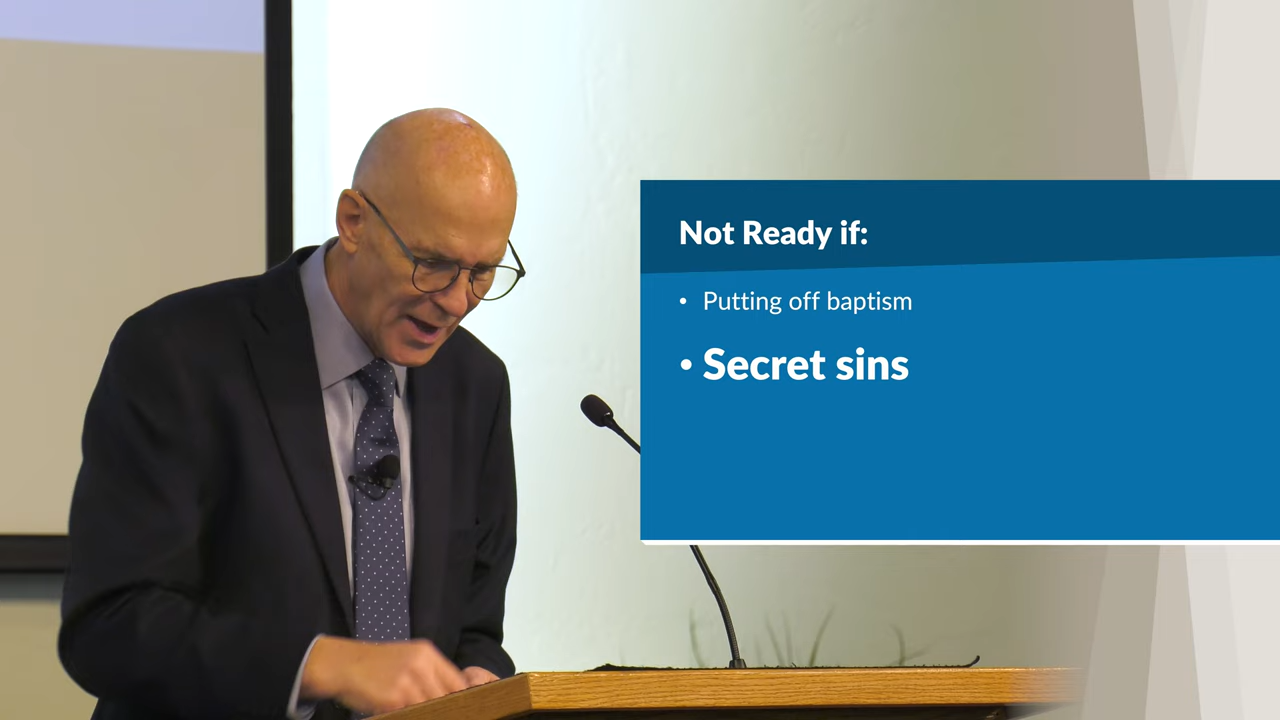 Not Ready if:
• Putting off baptism
• Secret sins